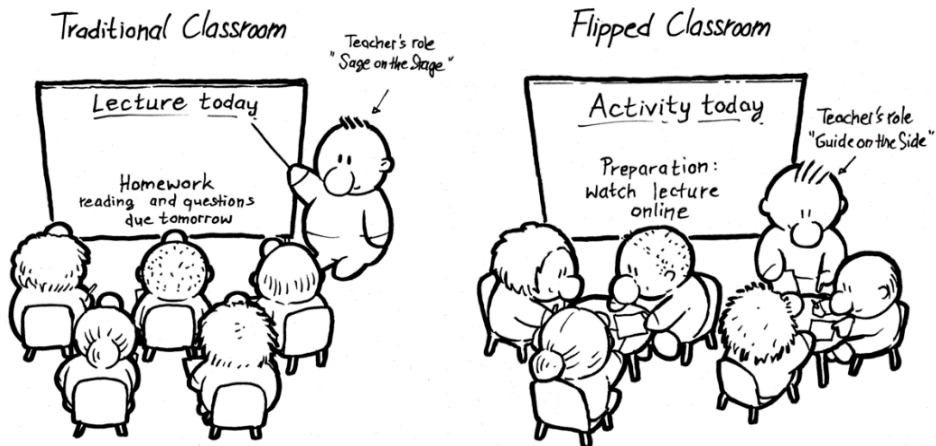 Traditional Classroom
Teacher's role
"Sage on the Stage"
Lecture today
Homework
reading and questions
due tomorrow
Flipped Classroom
Teacher's role
"Guide on the Side"
Activity today
Preparation:
watch lecture
online